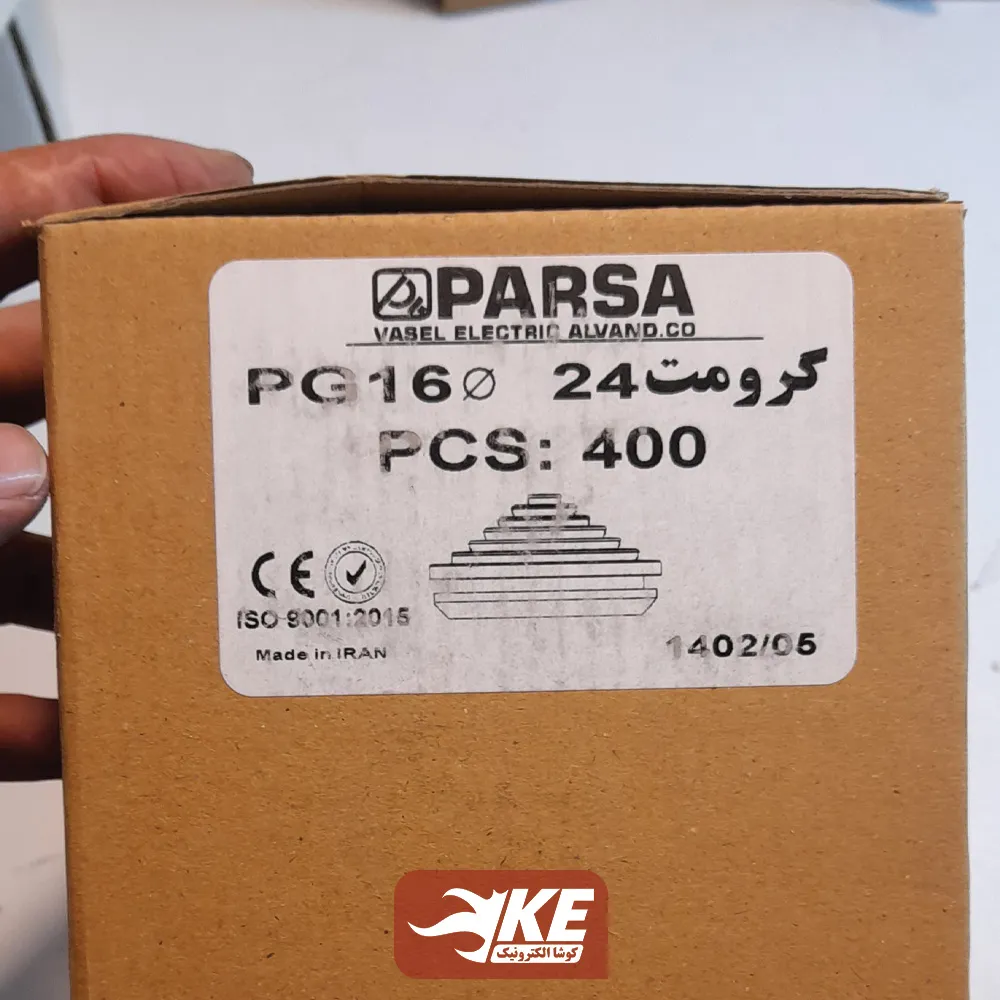 PARSA
VASEL ELECTRIC ALVAND.CO
PG16⌀ 24گرومت
PCS: 400
CE
ISO 9001:2015
Made in IRAN
1402/05
KE
کوشا الکترونیک